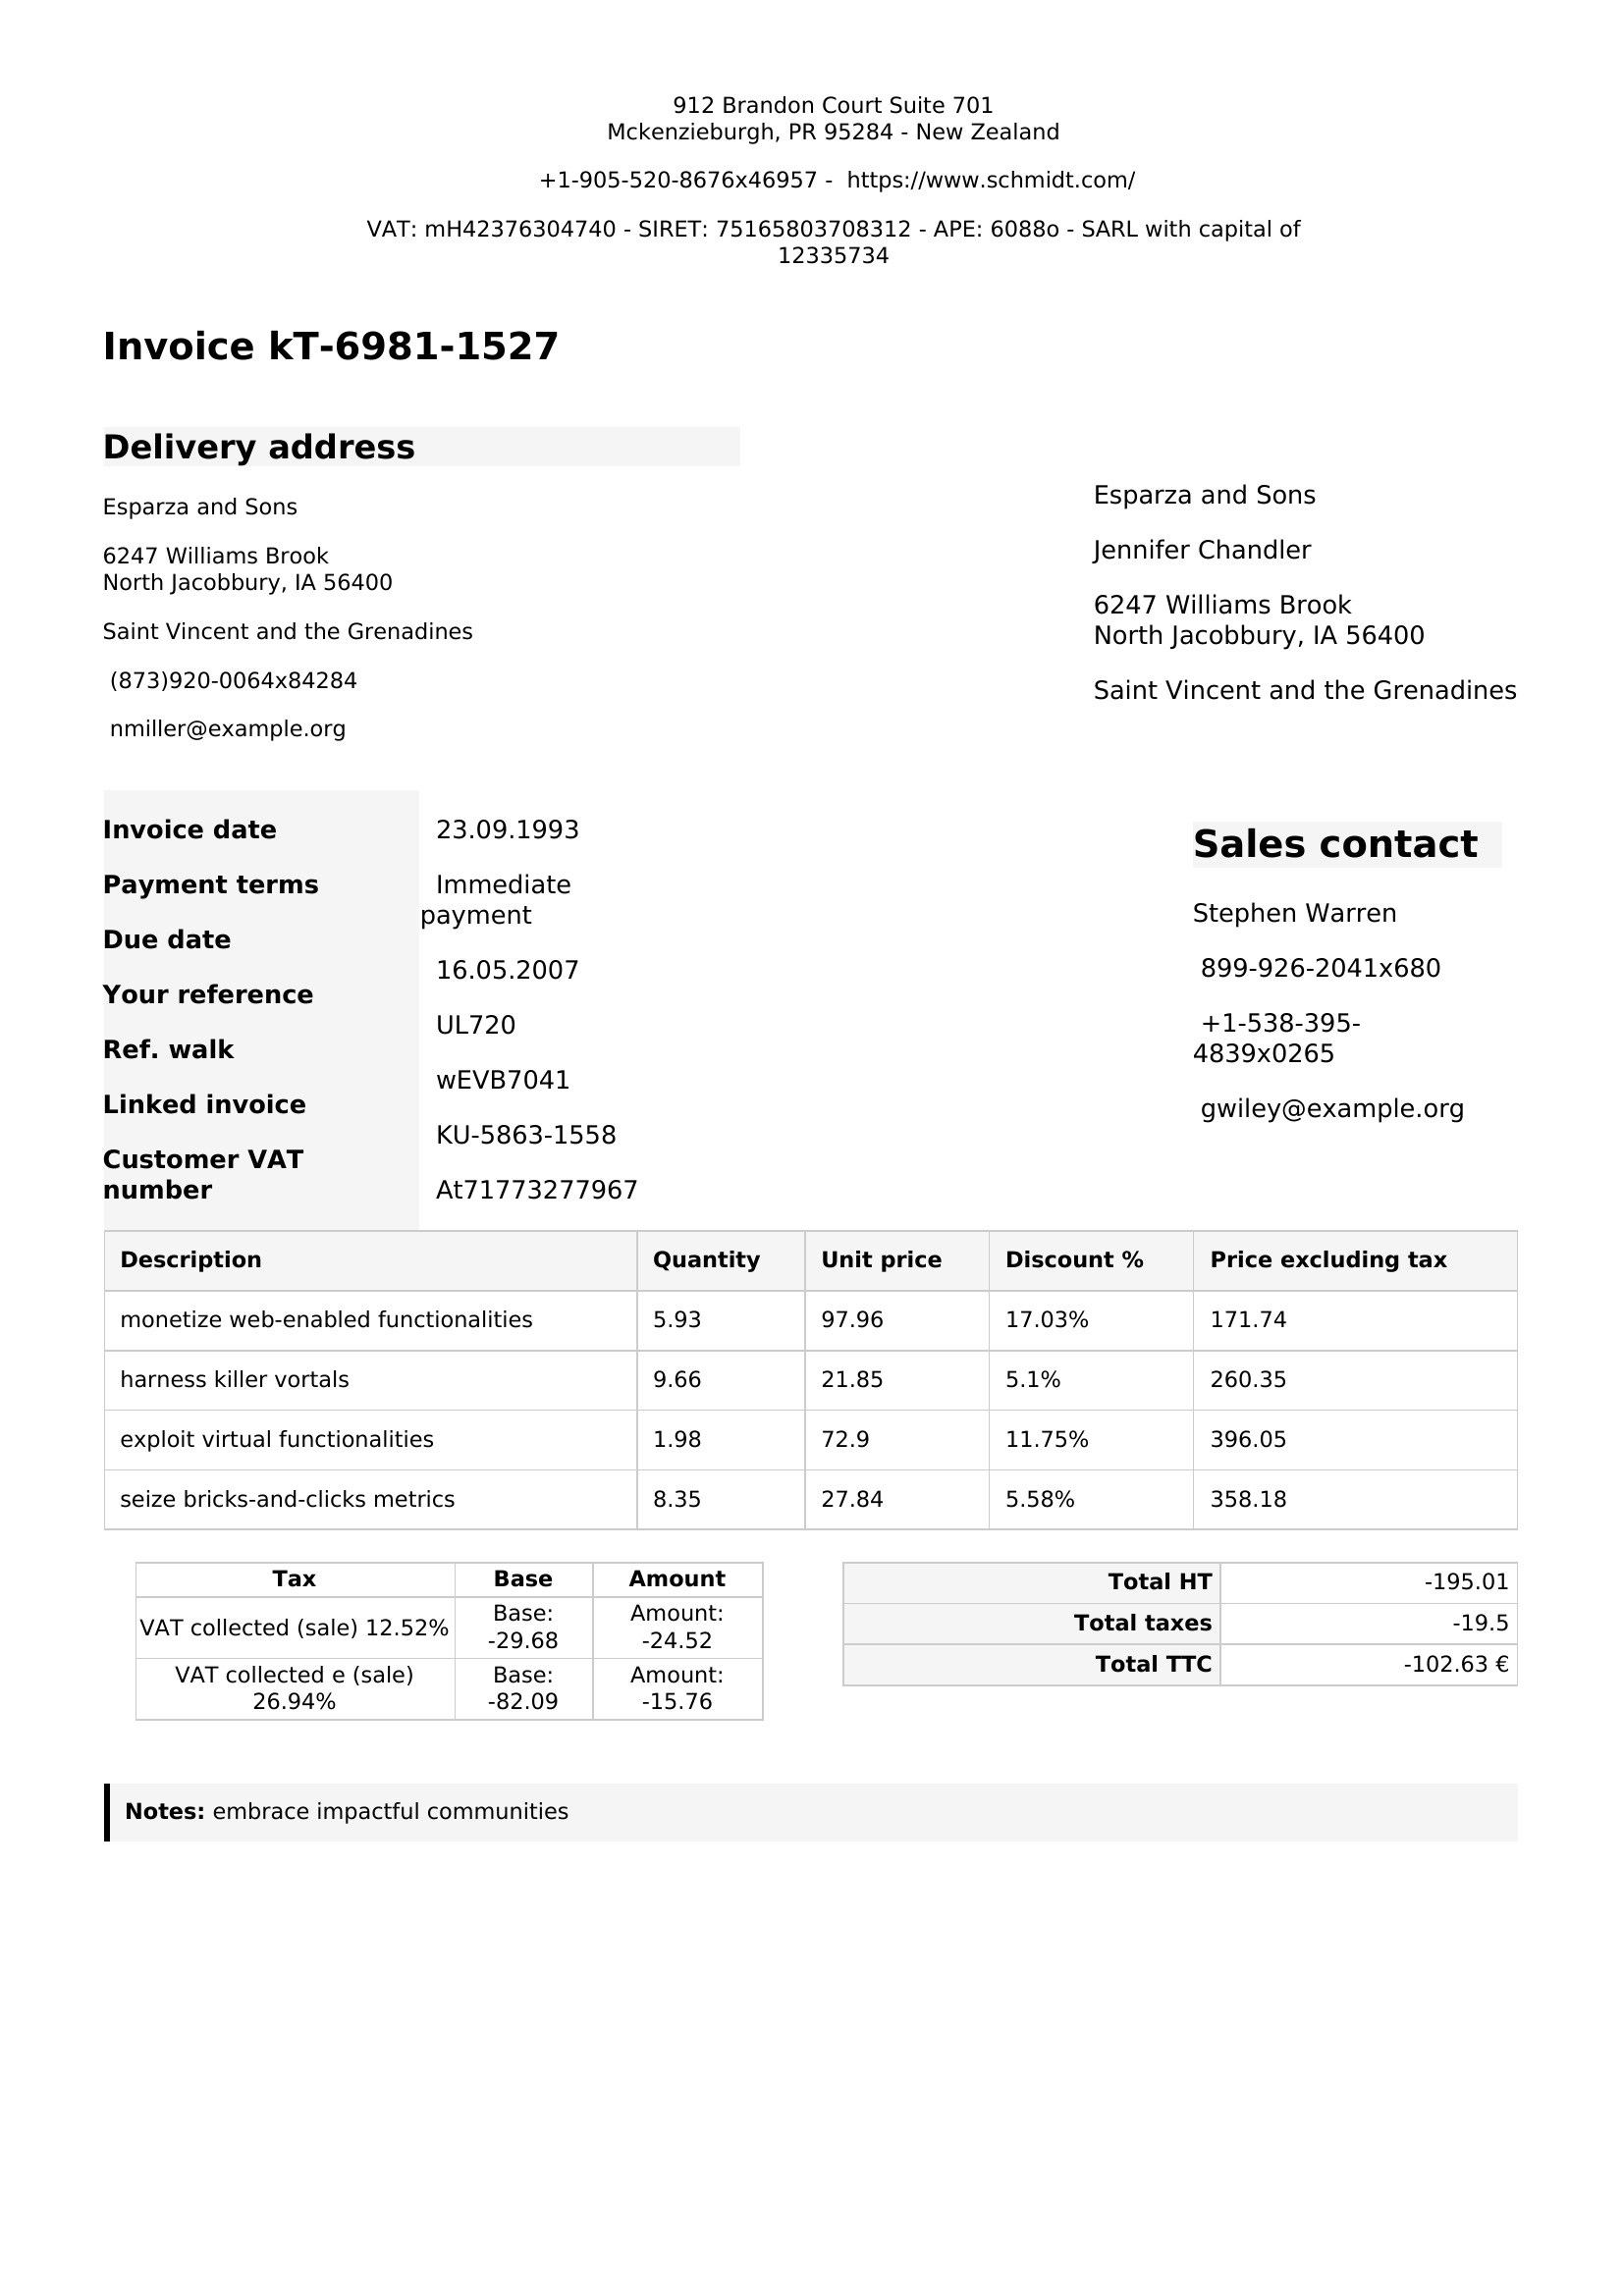 912 Brandon Court Suite 701
Mckenzieburgh, PR 95284 - New Zealand
+1-905-520-8676x46957 - https://www.schmidt.com/
VAT: mH42376304740 - SIRET: 75165803708312 - APE: 6088o - SARL with capital of
12335734
Invoice kT-6981-1527
Delivery address
Esparza and Sons
6247 Williams Brook
North Jacobbury, IA 56400
Saint Vincent and the Grenadines
(873)920-0064x84284
nmiller@example.org
Esparza and Sons
Jennifer Chandler
6247 Williams Brook
North Jacobbury, IA 56400
Saint Vincent and the Grenadines
Invoice date
Payment terms
Due date
Your reference
Ref. walk
Linked invoice
Customer VAT
number
23.09.1993
Immediate
payment
16.05.2007
UL720
wEVB7041
KU-5863-1558
At71773277967
Sales contact
Stephen Warren
899-926-2041x680
+1-538-395-
4839x0265
gwiley@example.org
Description Quantity Unit price Discount % Price excluding tax
monetize web-enabled functionalities 5.93 97.96 17.03% 171.74
harness killer vortals 9.66 21.85 5.1% 260.35
exploit virtual functionalities 1.98 72.9 11.75% 396.05
seize bricks-and-clicks metrics 8.35 27.84 5.58% 358.18
Tax Base Amount
VAT collected (sale) 12.52% Base: -29.68 Amount: -24.52
VAT collected e (sale) 26.94% Base: -82.09 Amount: -15.76
Total HT -195.01
Total taxes -19.5
Total TTC -102.63 €
Notes: embrace impactful communities